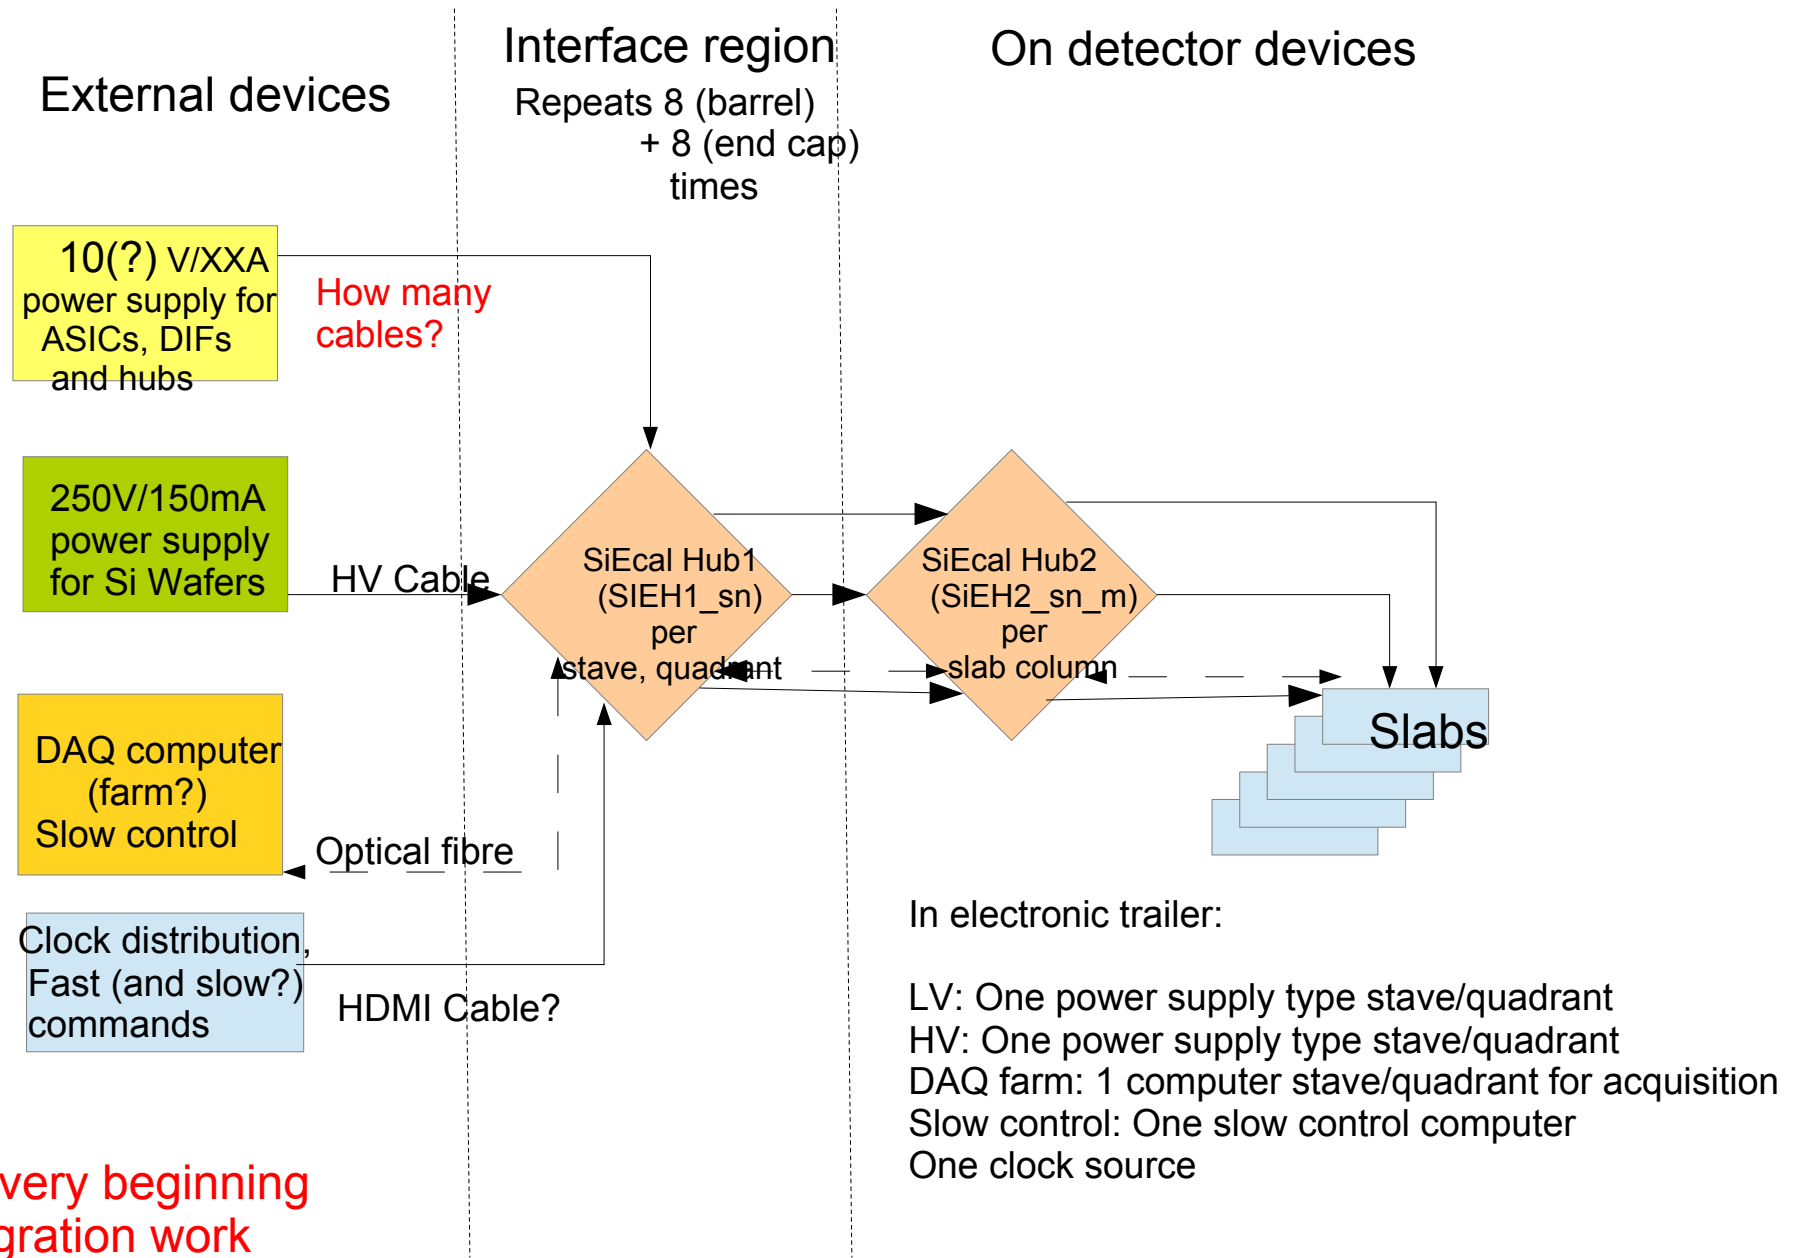 External devices
Interface region
Repeats 8 (barrel)
+ 8 (end cap)
times
On detector devices
10(?) V/XXA
power supply for
ASICs, DIFs
and hubs
How many
cables?
250V/150mA
power supply
for Si Wafers
HV Cable
SiEcal Hub1
(SIEH1_sn)
per
stave, quadrant
SiEcal Hub2
(SiEH2_sn_m)
per
slab column
Slabs
DAQ computer
(farm?)
Slow control
Optical fibre
Clock distribution,
Fast (and slow?)
commands
HDMI Cable?
In electronic trailer:
LV: One power supply type stave/quadrant
HV: One power supply type stave/quadrant
DAQ farm: 1 computer stave/quadrant for acquisition
Slow control: One slow control computer
One clock source
very beginning
gration work